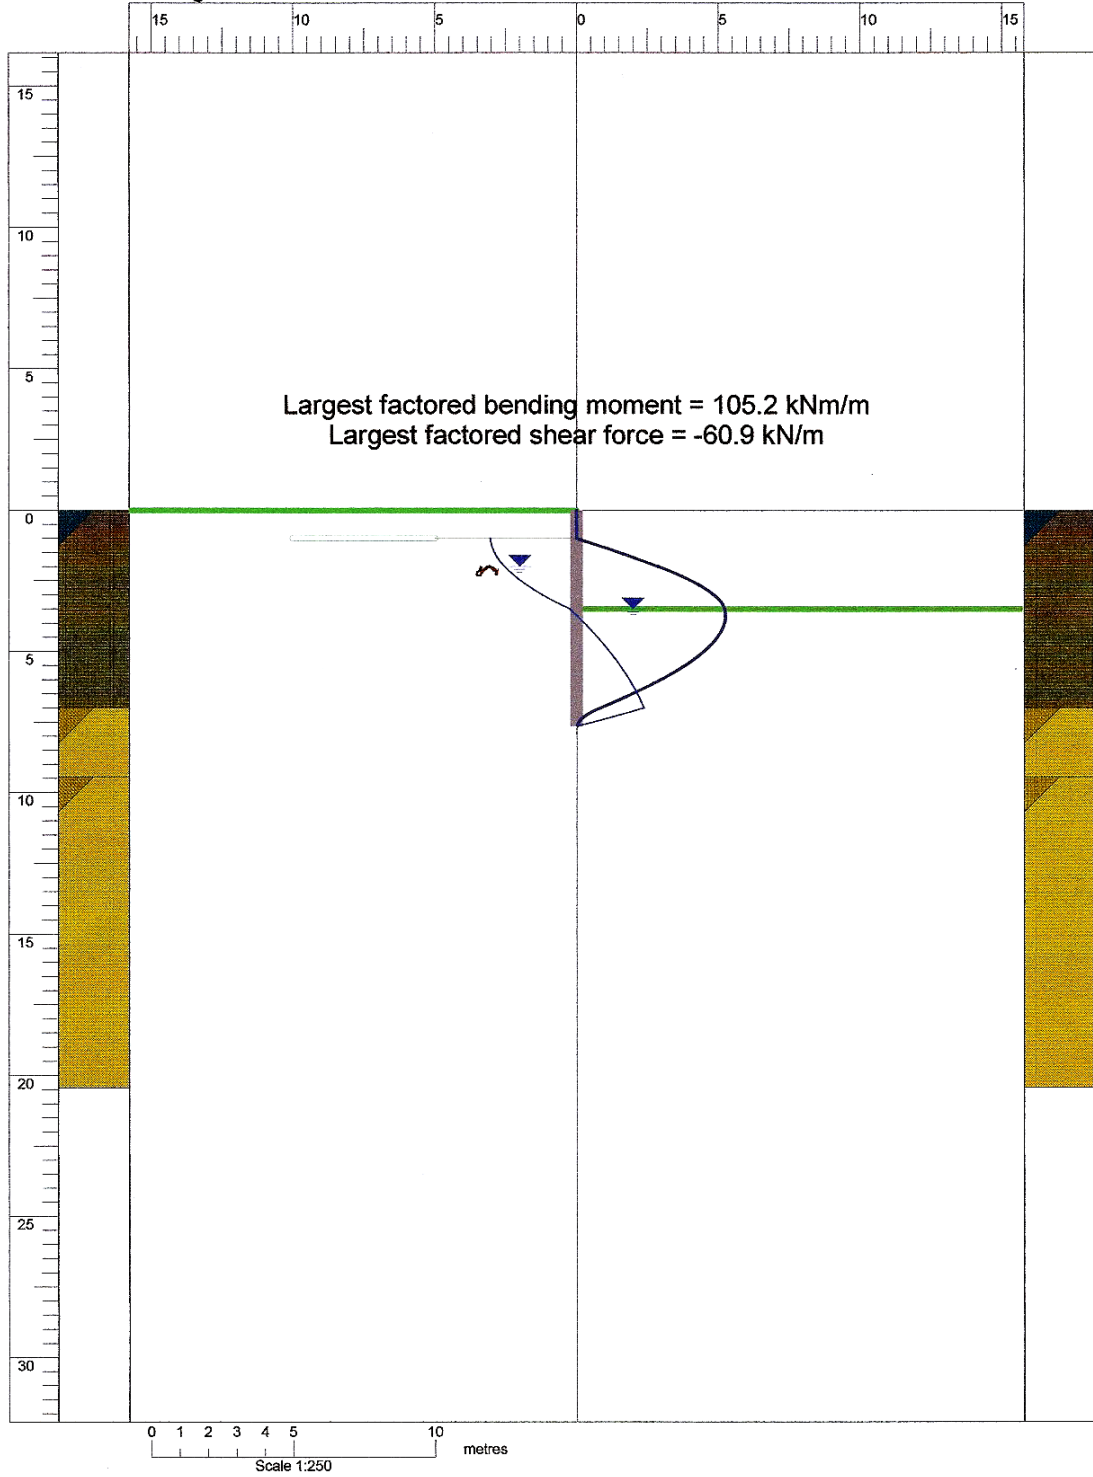 15 10 5 0 5 10 15
15
10
5
Largest factored bending moment = 105.2 kNm/m
Largest factored shear force = -60.9 kN/m
0
5
10
15
20
25
30
0 1 2 3 4 5 10 metres
Scale 1:250